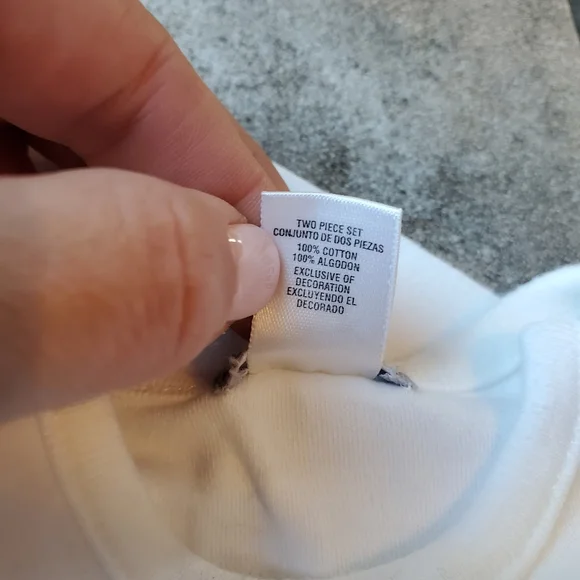 TWO PIECE SET
CONJUNTO DE DOS PIEZAS
100% COTTON
100% ALGODON
EXCLUSIVE OF
DECORATION
EXCLUYENDO EL
DECORADO